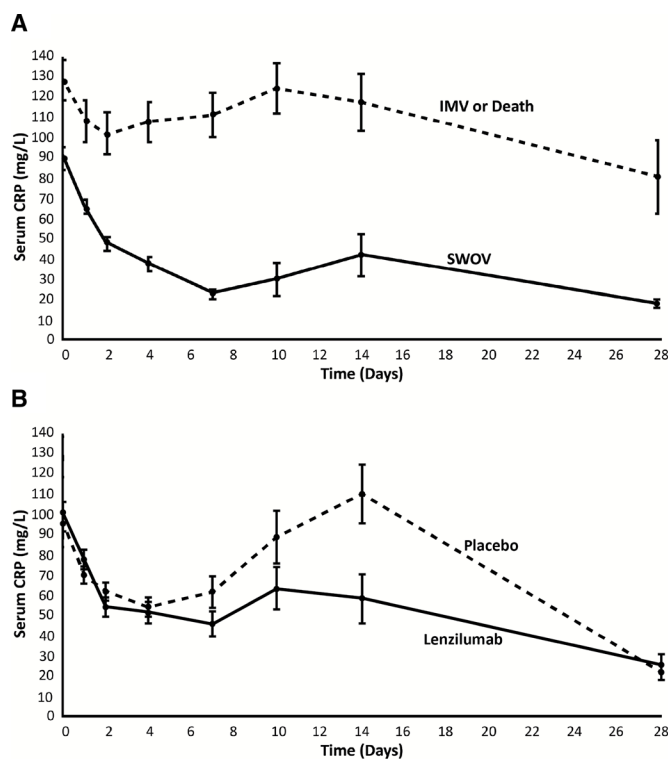 A
140
130
120
110
100
90
80
70
60
50
40
30
20
10
0
Serum CRP (mg/L)
IMV or Death
SWOV
0 2 4 6 8 10 12 14 16 18 20 22 24 26 28
Time (Days)
B
140
130
120
110
100
90
80
70
60
50
40
30
20
10
0
Serum CRP (mg/L)
Placebo
Lenzilumab
0 2 4 6 8 10 12 14 16 18 20 22 24 26 28
Time (Days)